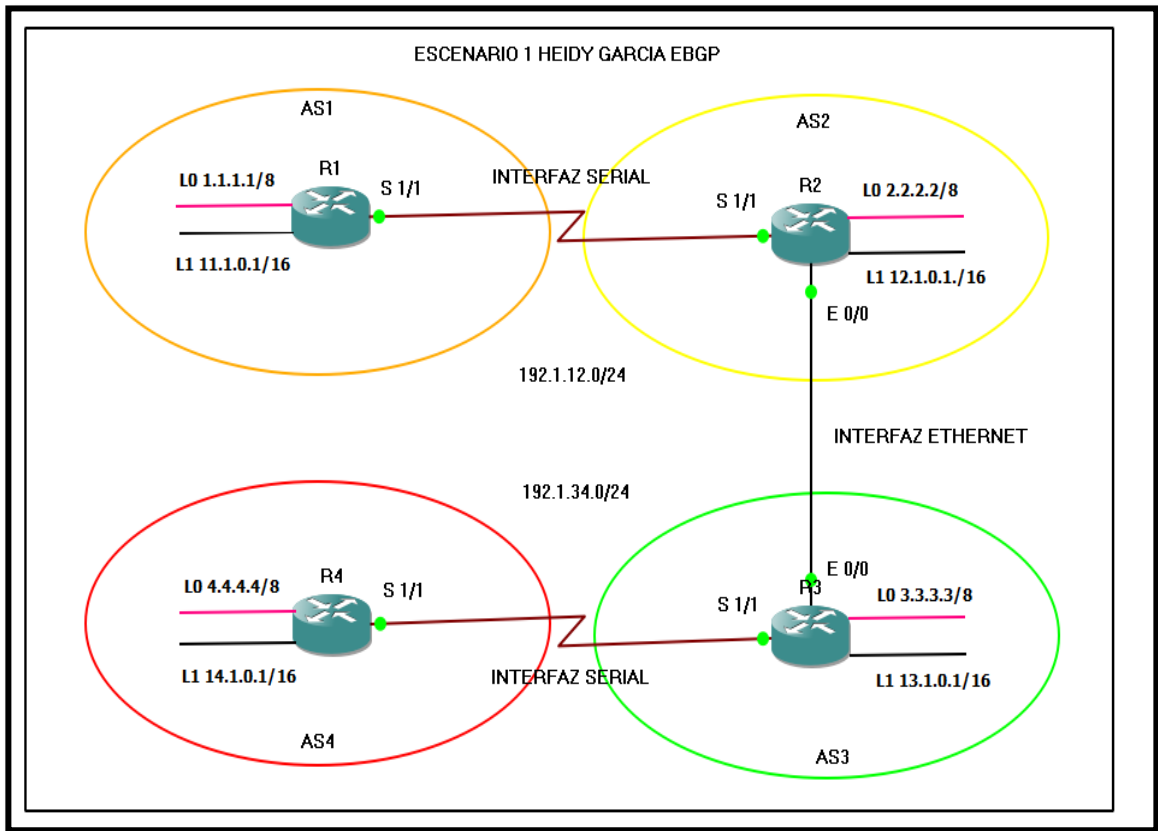 ESCENARIO 1 HEIDY GARCIA EBGP
AS1
R1
L0 1.1.1.1/8
S 1/1
L1 11.1.0.1/16
INTERFAZ SERIAL
AS2
R2
S 1/1
L0 2.2.2.2/8
L1 12.1.0.1./16
E 0/0
192.1.12.0/24
INTERFAZ ETHERNET
192.1.34.0/24
R4
L0 4.4.4.4/8
S 1/1
L1 14.1.0.1/16
AS4
INTERFAZ SERIAL
E 0/0
R3
S 1/1
L0 3.3.3.3/8
L1 13.1.0.1/16
AS3